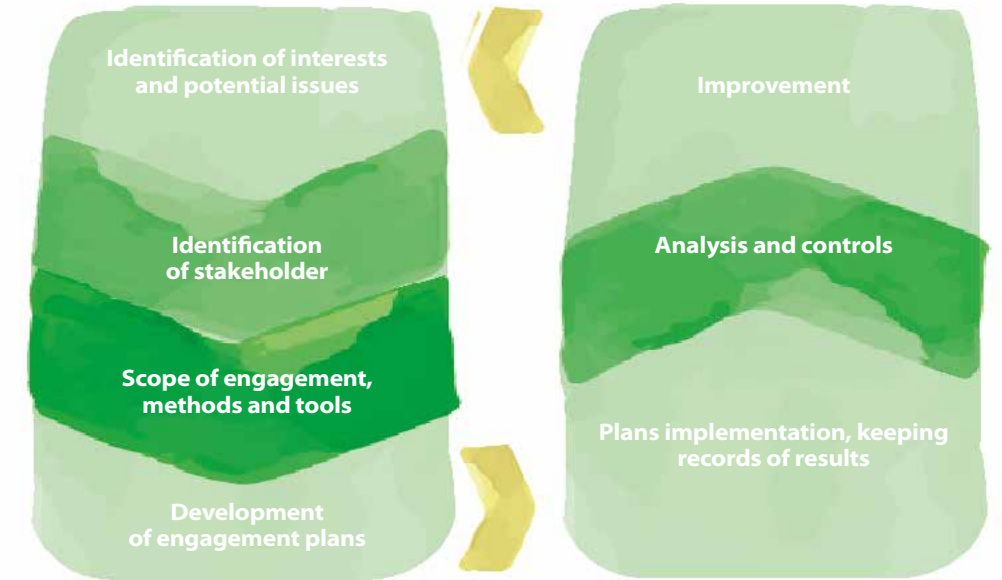 Identification of interests
and potential issues
Identification
of stakeholder
Scope of engagement,
methods and tools
Development
of engagement plans
Improvement
Analysis and controls
Plans implementation, keeping
records of results